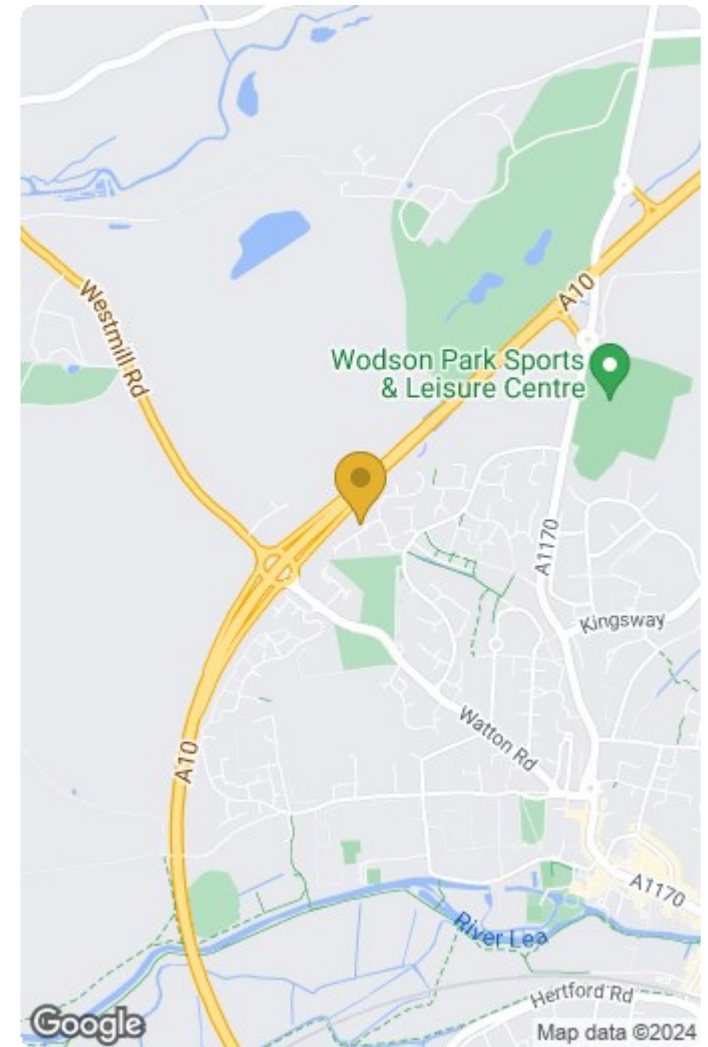 A10
Westmill Rd
Wodson Park Sports
& Leisure Centre
A1170
Kingsway
Watton Rd
A10
A1170
River Lea
Hertford Rd
Google
Map data ©2024